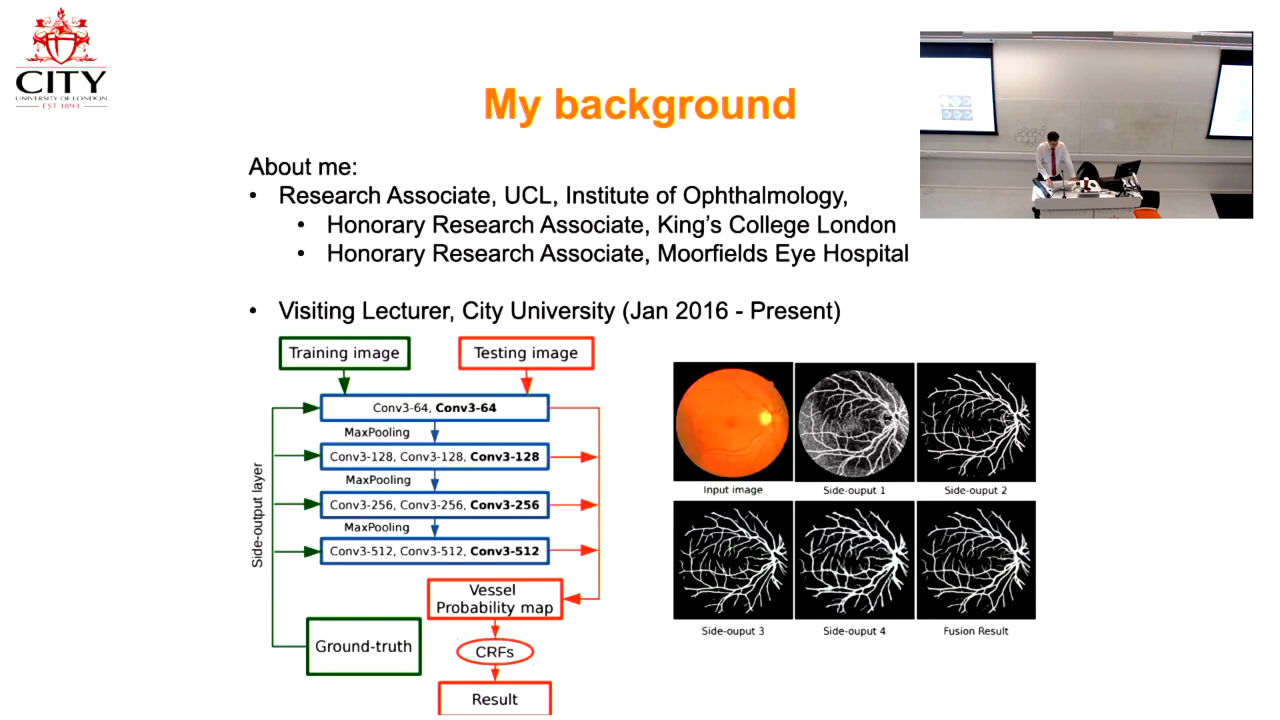 CITY
UNIVERSITY OF LONDON
EST 1894
My background
About me:
• Research Associate, UCL, Institute of Ophthalmology,
• Honorary Research Associate, King's College London
• Honorary Research Associate, Moorfields Eye Hospital
• Visiting Lecturer, City University (Jan 2016 - Present)
Training image
Testing image
Conv3-64, Conv3-64
MaxPooling
Conv3-128, Conv3-128, Conv3-128
MaxPooling
Conv3-256, Conv3-256, Conv3-256
MaxPooling
Conv3-512, Conv3-512, Conv3-512
Side-output layer
Vessel
Probability map
Ground-truth
CRFs
Result
Input image
Side-ouput 1
Side-ouput 2
Side-ouput 3
Side-ouput 4
Fusion Result